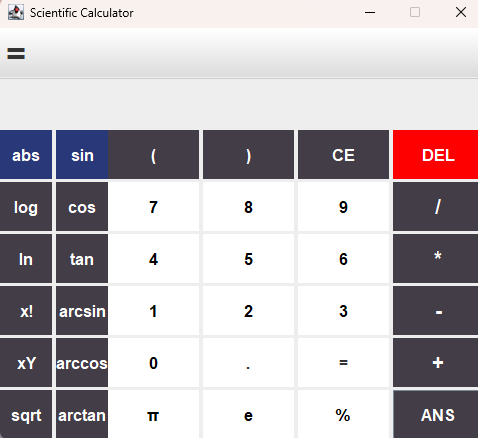 Scientific Calculator
=
abs sin ( ) CE DEL
log cos 7 8 9 /
ln tan 4 5 6 *
x! arcsin 1 2 3 -
xY arccos 0 . = +
sqrt arctan π e % ANS